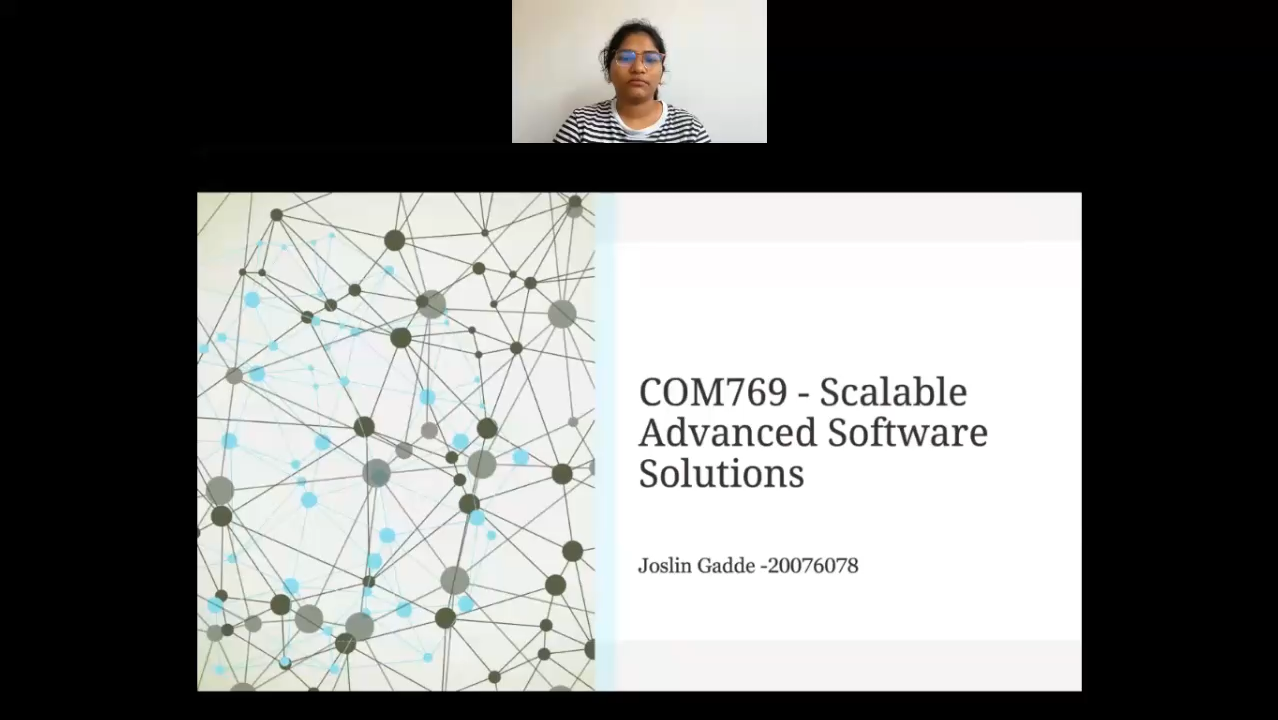 COM769 - Scalable
Advanced Software
Solutions
Joslin Gadde -20076078